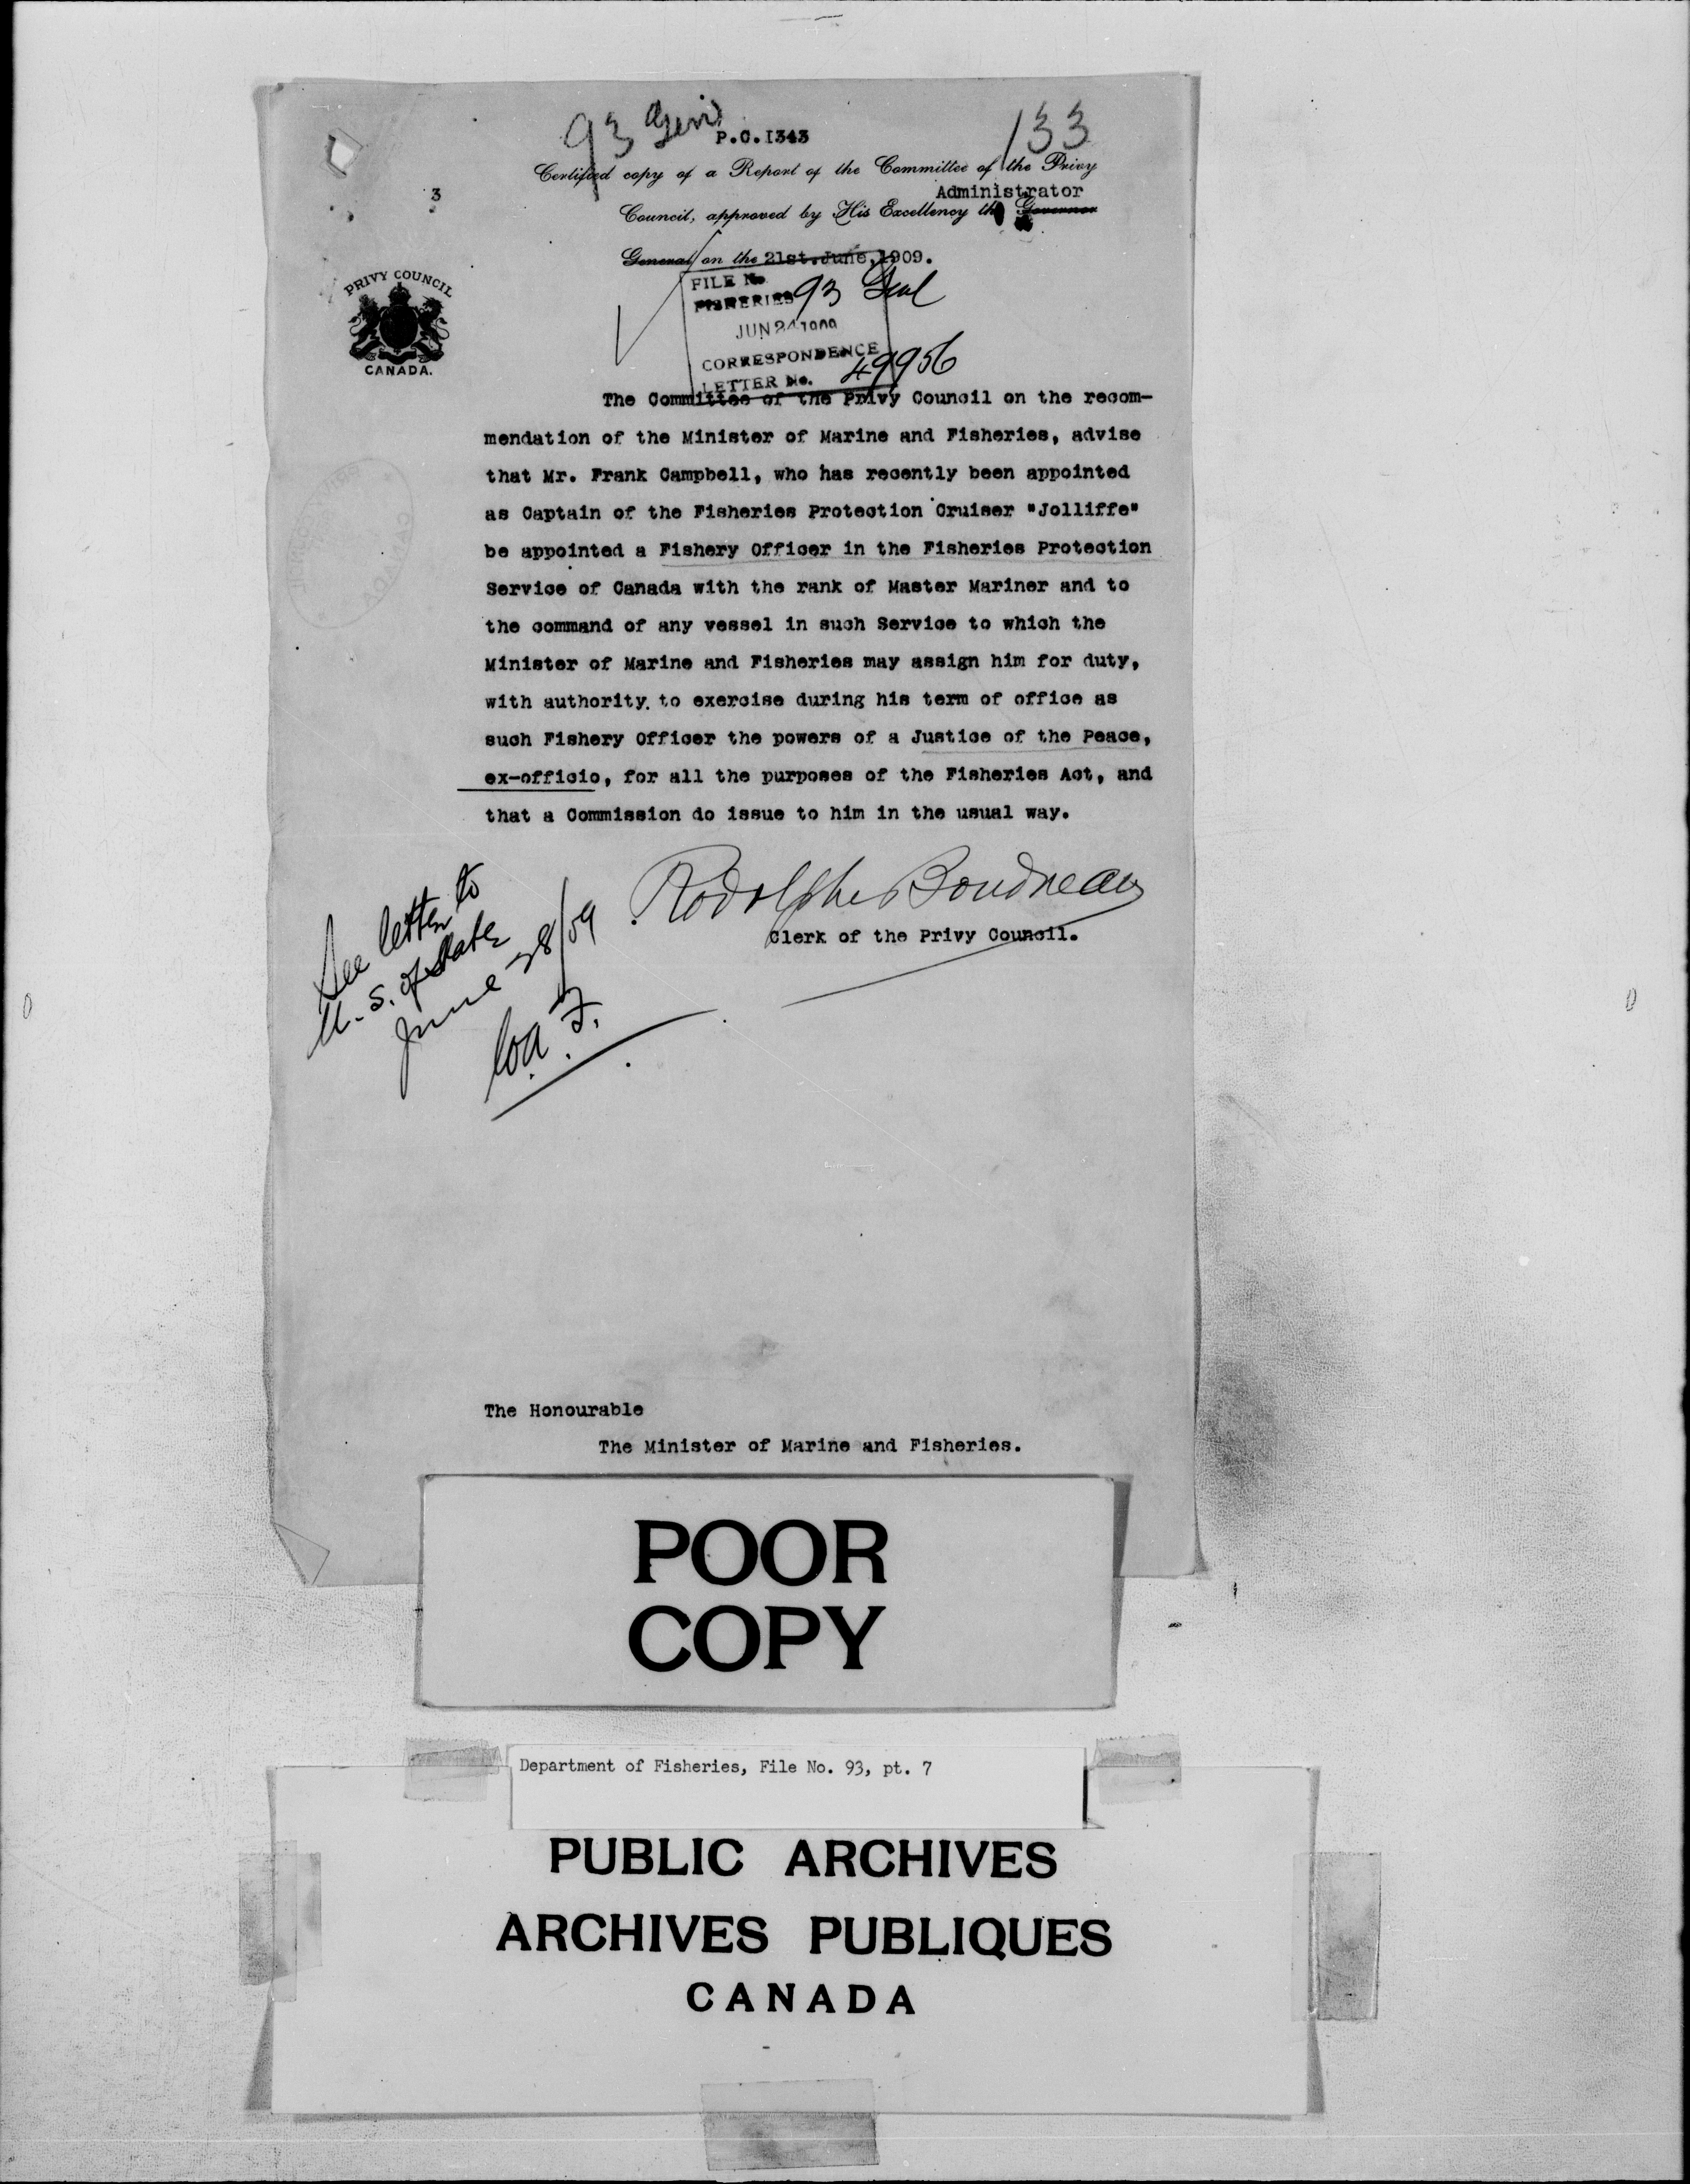 93 Genl
P.C.1343
133
Certified copy of a Report of the Committee of the Privy
3
Administrator
Council, approved by His Excellency the Governor
General on the 21st. June, 1909.
PRIVY COUNCIL
CANADA.
FILE No
FISHERIES 93 Genl
JUN 24 1909
CORRESPONDENCE
LETTER No. 49956
The Committee of the Privy Council on the recom-
mendation of the Minister of Marine and Fisheries, advise
that Mr. Frank Campbell, who has recently been appointed
as Captain of the Fisheries Protection Cruiser "Jolliffe"
be appointed a Fishery Officer in the Fisheries Protection
Service of Canada with the rank of Master Mariner and to
the command of any vessel in such Service to which the
Minister of Marine and Fisheries may assign him for duty,
with authority to exercise during his term of office as
such Fishery Officer the powers of a Justice of the Peace,
ex-officio, for all the purposes of the Fisheries Act, and
that a Commission do issue to him in the usual way.
Rodolphe Boudreau
Clerk of the Privy Council.
See letter to
U.S. of State
June 28/09
The Honourable
The Minister of Marine and Fisheries.
POOR
COPY
Department of Fisheries, File No. 93, pt. 7
PUBLIC ARCHIVES
ARCHIVES PUBLIQUES
CANADA